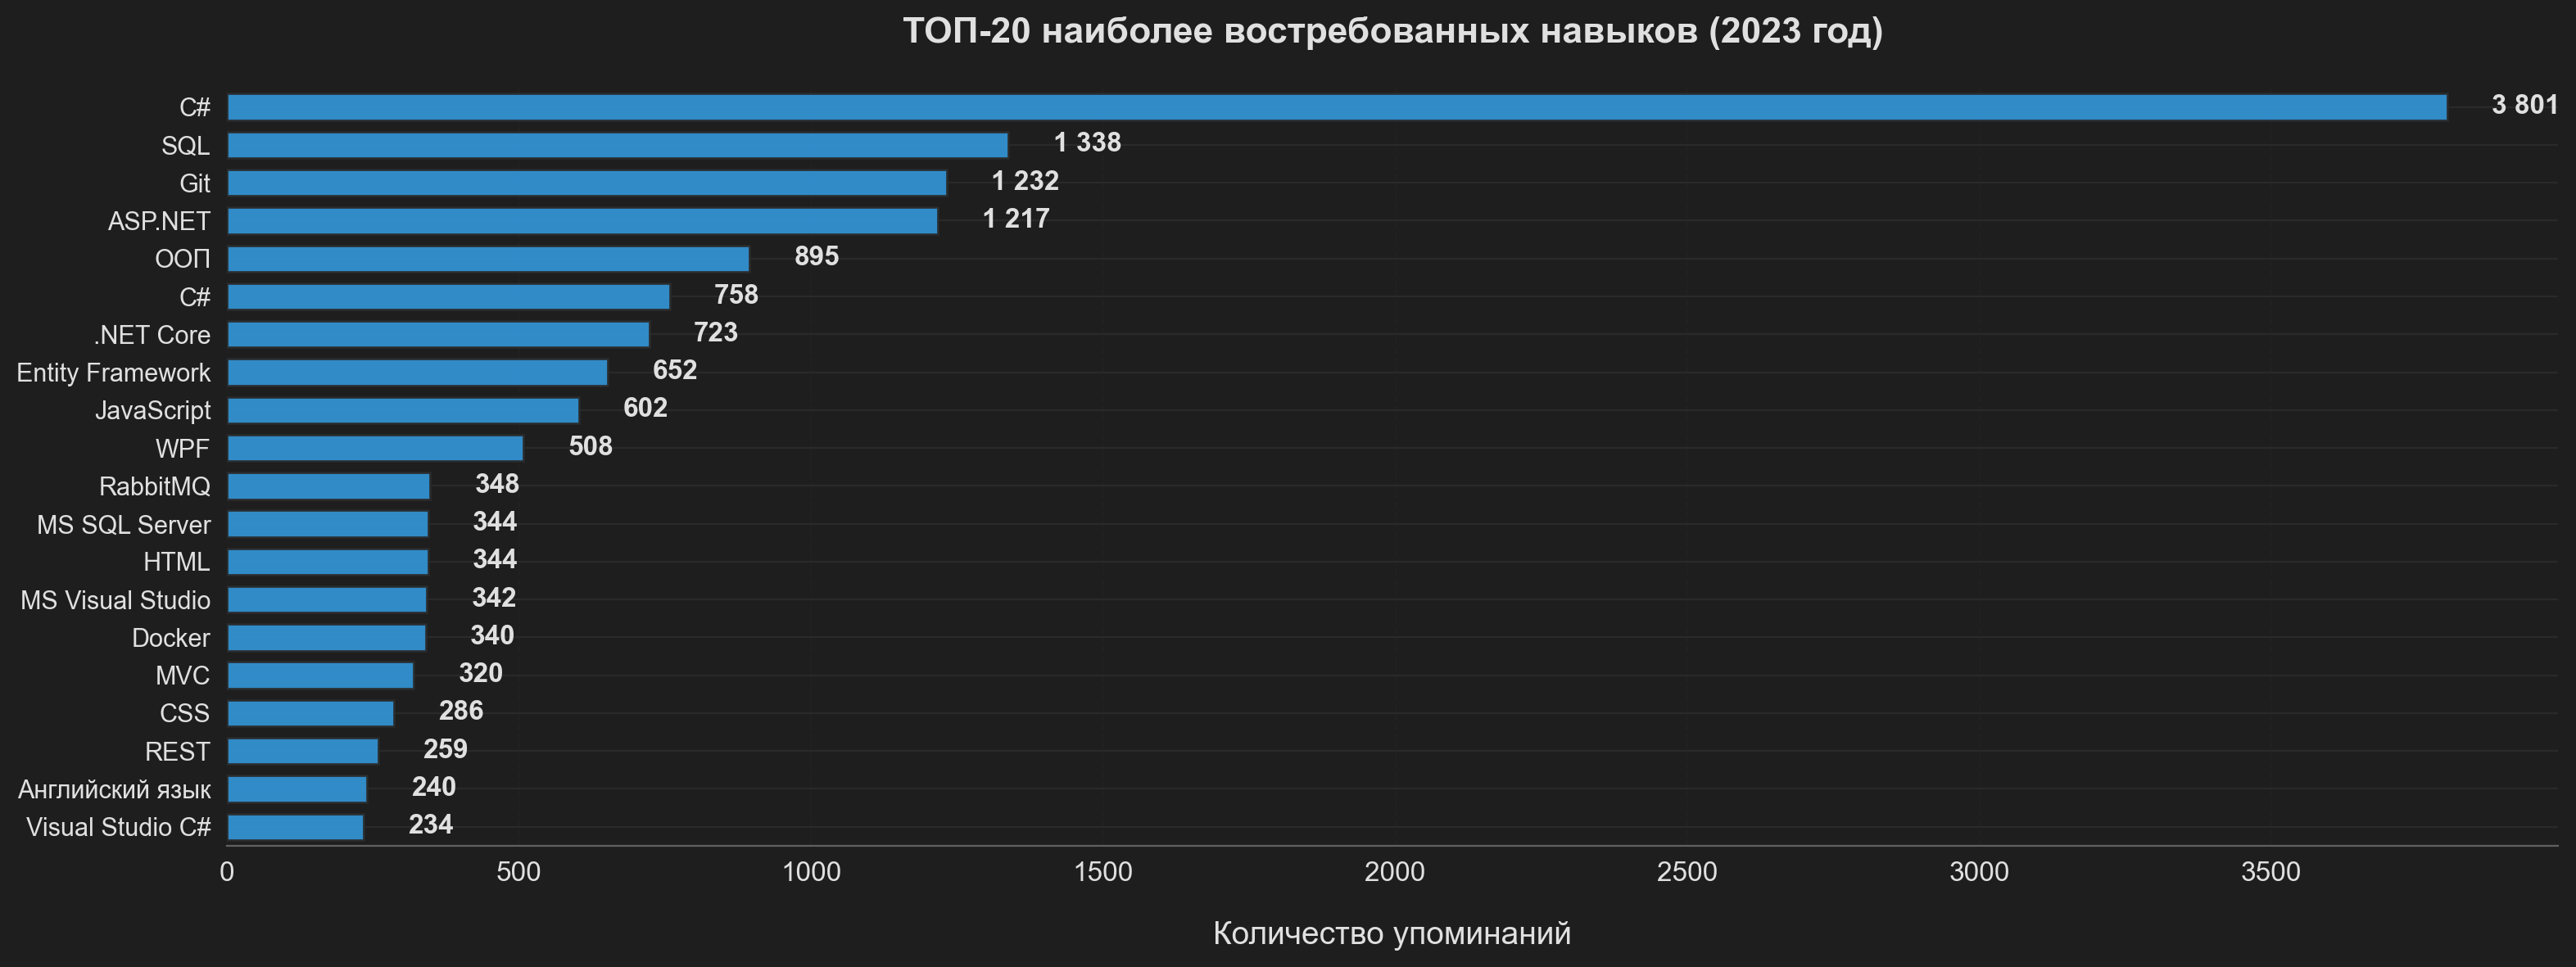 ТОП-20 наиболее востребованных навыков (2023 год)
C# 3 801
SQL 1 338
Git 1 232
ASP.NET 1 217
ООП 895
С# 758
.NET Core 723
Entity Framework 652
JavaScript 602
WPF 508
RabbitMQ 348
MS SQL Server 344
HTML 344
MS Visual Studio 342
Docker 340
MVC 320
CSS 286
REST 259
Английский язык 240
Visual Studio C# 234
0 500 1000 1500 2000 2500 3000 3500
Количество упоминаний